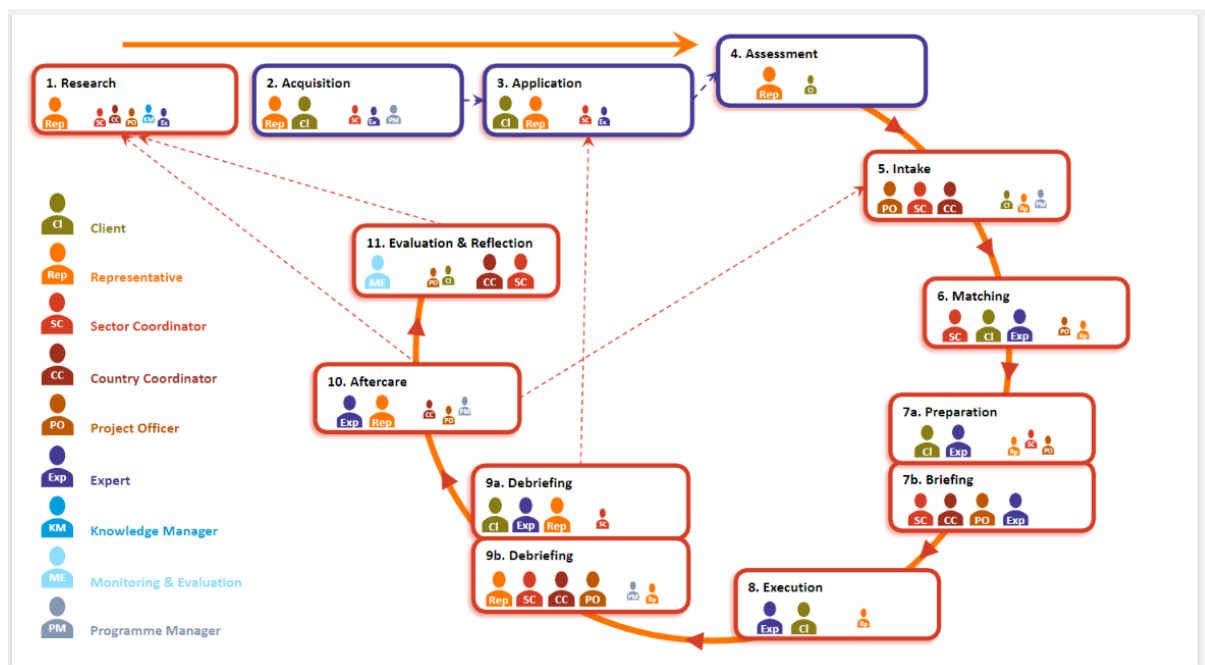 4. Assessment
Rep
Cl
1. Research
Rep
SC
CC
PO
KM
Ex
2. Acquisition
Rep
Cl
SC
Ex
PM
3. Application
Cl
Rep
SC
Ex
5. Intake
PO
SC
CC
Cl
Rp
PM
Cl
Client
Rep
Representative
SC
Sector Coordinator
CC
Country Coordinator
PO
Project Officer
Exp
Expert
KM
Knowledge Manager
ME
Monitoring & Evaluation
PM
Programme Manager
11. Evaluation & Reflection
ME
PO
Cl
CC
SC
6. Matching
SC
Cl
Exp
PO
Rp
10. Aftercare
Exp
Rep
CC
PO
PM
7a. Preparation
Cl
Exp
Rp
SC
PO
7b. Briefing
SC
CC
PO
Exp
9a. Debriefing
Cl
Exp
Rep
SC
9b. Debriefing
Rep
SC
CC
PO
PM
Rp
8. Execution
Exp
Cl
Rp